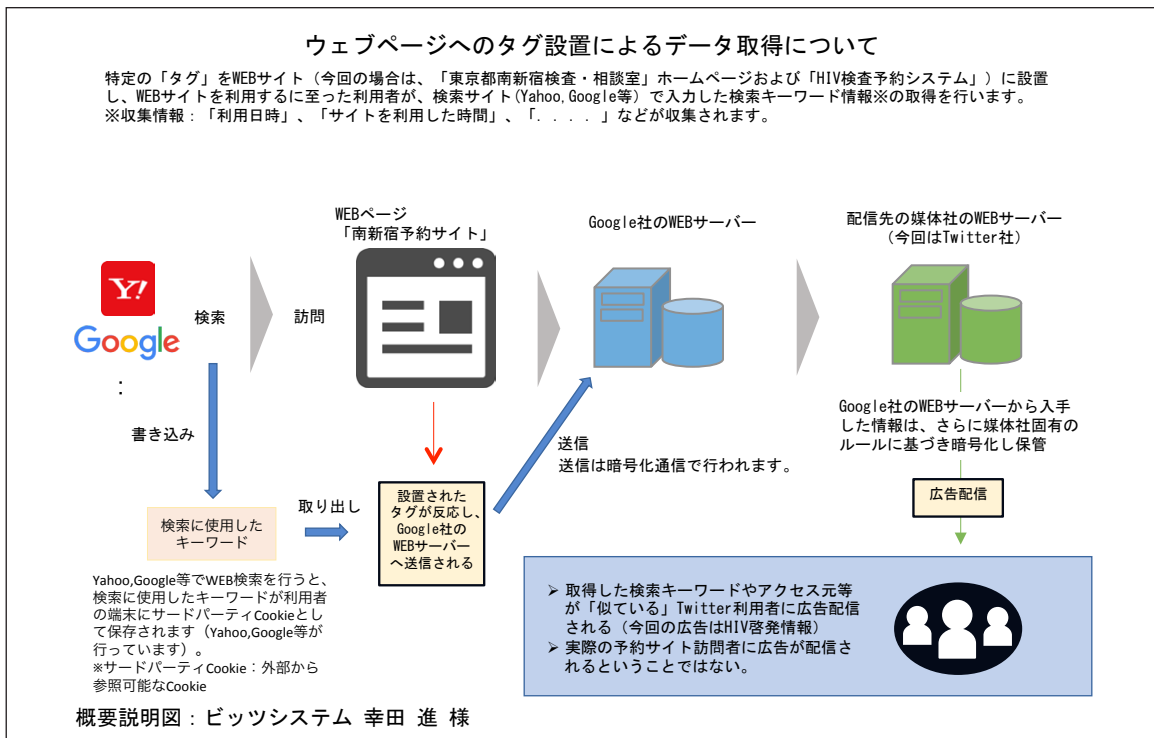 ウェブページへのタグ設置によるデータ取得について
特定の「タグ」をWEBサイト(今回の場合は、「東京都南新宿検査・相談室」ホームページおよび「HIV検査予約システム」)に設置
し、WEBサイトを利用するに至った利用者が、検索サイト(Yahoo,Google等)で入力した検索キーワード情報※の取得を行います。
※収集情報:「利用日時」、「サイトを利用した時間」、「....」などが収集されます。
WEBページ
「南新宿予約サイト」
Google社のWEBサーバー
配信先の媒体社のWEBサーバー
(今回はTwitter社)
Y!
Google
:
検索
訪問
書き込み
送信
送信は暗号化通信で行われます。
Google社のWEBサーバーから入手
した情報は、さらに媒体社固有の
ルールに基づき暗号化し保管
広告配信
検索に使用した
キーワード
取り出し
設置された
タグが反応し、
Google社の
WEBサーバー
へ送信される
Yahoo,Google等でWEB検索を行うと、
検索に使用したキーワードが利用者
の端末にサードパーティCookieとし
て保存されます(Yahoo,Google等が
行っています)。
※サードパーティCookie:外部から
参照可能なCookie
➢ 取得した検索キーワードやアクセス元等
が「似ている」Twitter利用者に広告配信
される(今回の広告はHIV啓発情報)
➢ 実際の予約サイト訪問者に広告が配信さ
れるということではない。
概要説明図:ビッツシステム 幸田 進 様